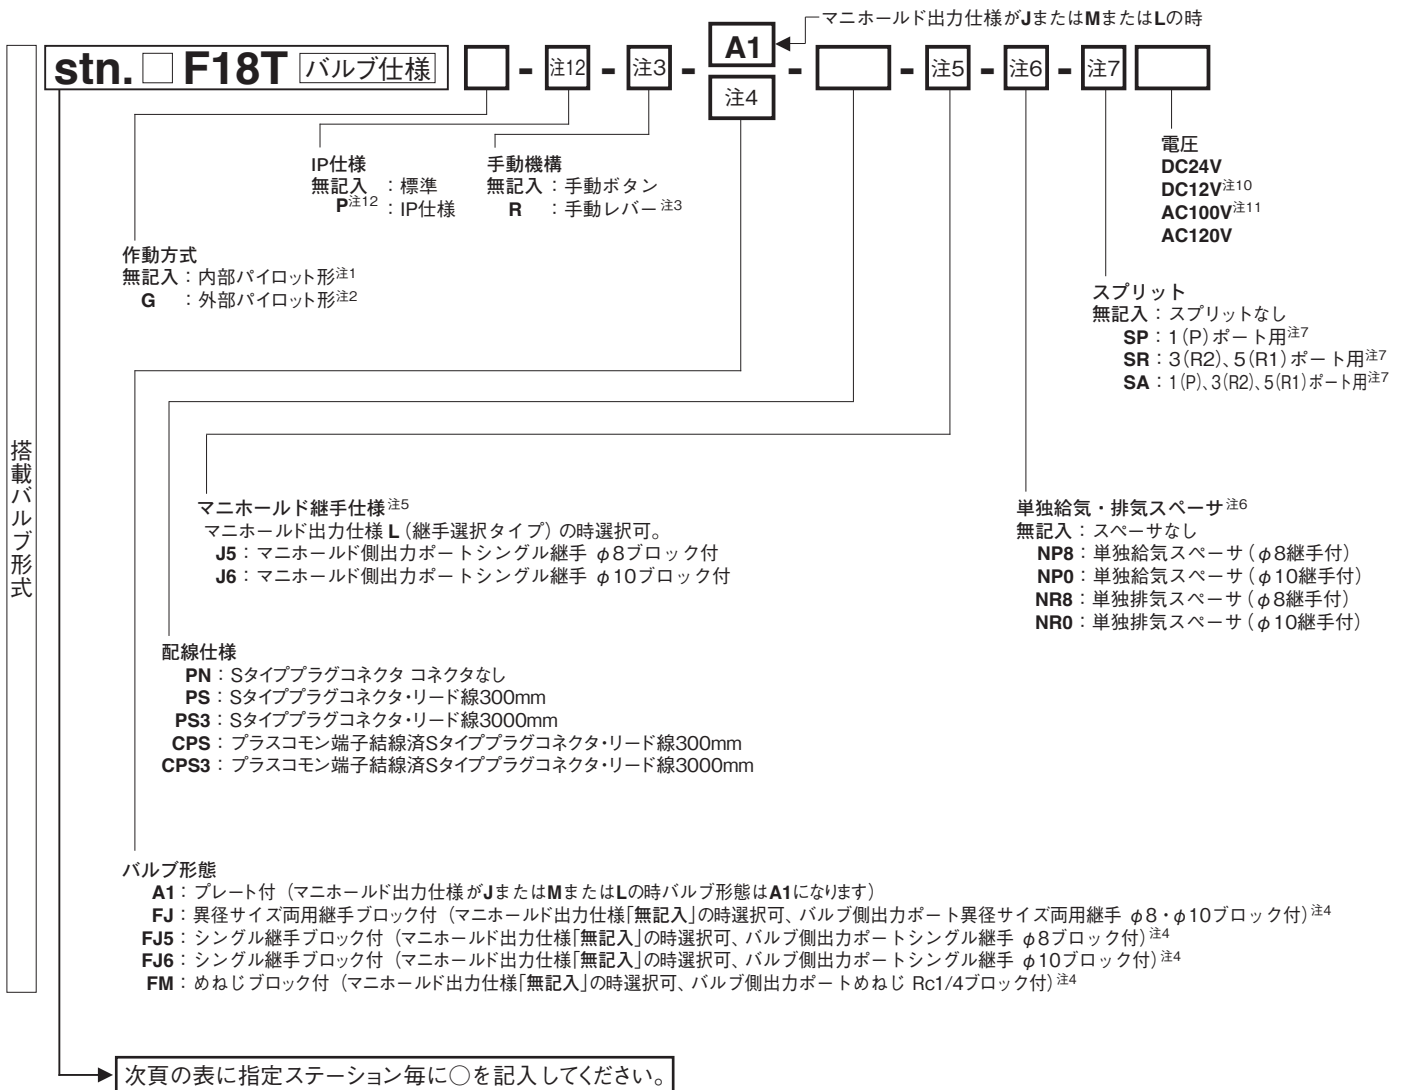 マニホールド出力仕様がJまたはMまたはLの時
stn. □ F18T バルブ仕様 □ - 注12 - 注3 - A1 - □ - 注5 - 注6 - 注7 □
注4
電圧
DC24V
DC12V注10
AC100V注11
AC120V
IP仕様
無記入 : 標準
P注12 : IP仕様
手動機構
無記入 : 手動ボタン
R : 手動レバー注3
作動方式
無記入 : 内部パイロット形注1
G : 外部パイロット形注2
スプリット
無記入 : スプリットなし
SP : 1(P)ポート用注7
SR : 3(R2)、5(R1)ポート用注7
SA : 1(P)、3(R2)、5(R1)ポート用注7
搭載バルブ形式
マニホールド継手仕様注5
マニホールド出力仕様 L(継手選択タイプ)の時選択可。
J5 : マニホールド側出力ポートシングル継手 φ8ブロック付
J6 : マニホールド側出力ポートシングル継手 φ10ブロック付
単独給気・排気スペーサ注6
無記入 : スペーサなし
NP8 : 単独給気スペーサ(φ8継手付)
NP0 : 単独給気スペーサ(φ10継手付)
NR8 : 単独排気スペーサ(φ8継手付)
NR0 : 単独排気スペーサ(φ10継手付)
配線仕様
PN : Sタイププラグコネクタ コネクタなし
PS : Sタイププラグコネクタ・リード線300mm
PS3 : Sタイププラグコネクタ・リード線3000mm
CPS : プラスコモン端子結線済Sタイププラグコネクタ・リード線300mm
CPS3 : プラスコモン端子結線済Sタイププラグコネクタ・リード線3000mm
バルブ形態
A1 : プレート付(マニホールド出力仕様がJまたはMまたはLの時バルブ形態はA1になります)
FJ : 異径サイズ両用継手ブロック付(マニホールド出力仕様「無記入」の時選択可、バルブ側出力ポート異径サイズ両用継手 φ8・φ10ブロック付)注4
FJ5 : シングル継手ブロック付(マニホールド出力仕様「無記入」の時選択可、バルブ側出力ポートシングル継手 φ8ブロック付)注4
FJ6 : シングル継手ブロック付(マニホールド出力仕様「無記入」の時選択可、バルブ側出力ポートシングル継手 φ10ブロック付)注4
FM : めねじブロック付(マニホールド出力仕様「無記入」の時選択可、バルブ側出力ポートめねじ Rc1/4ブロック付)注4
次頁の表に指定ステーション毎に○を記入してください。